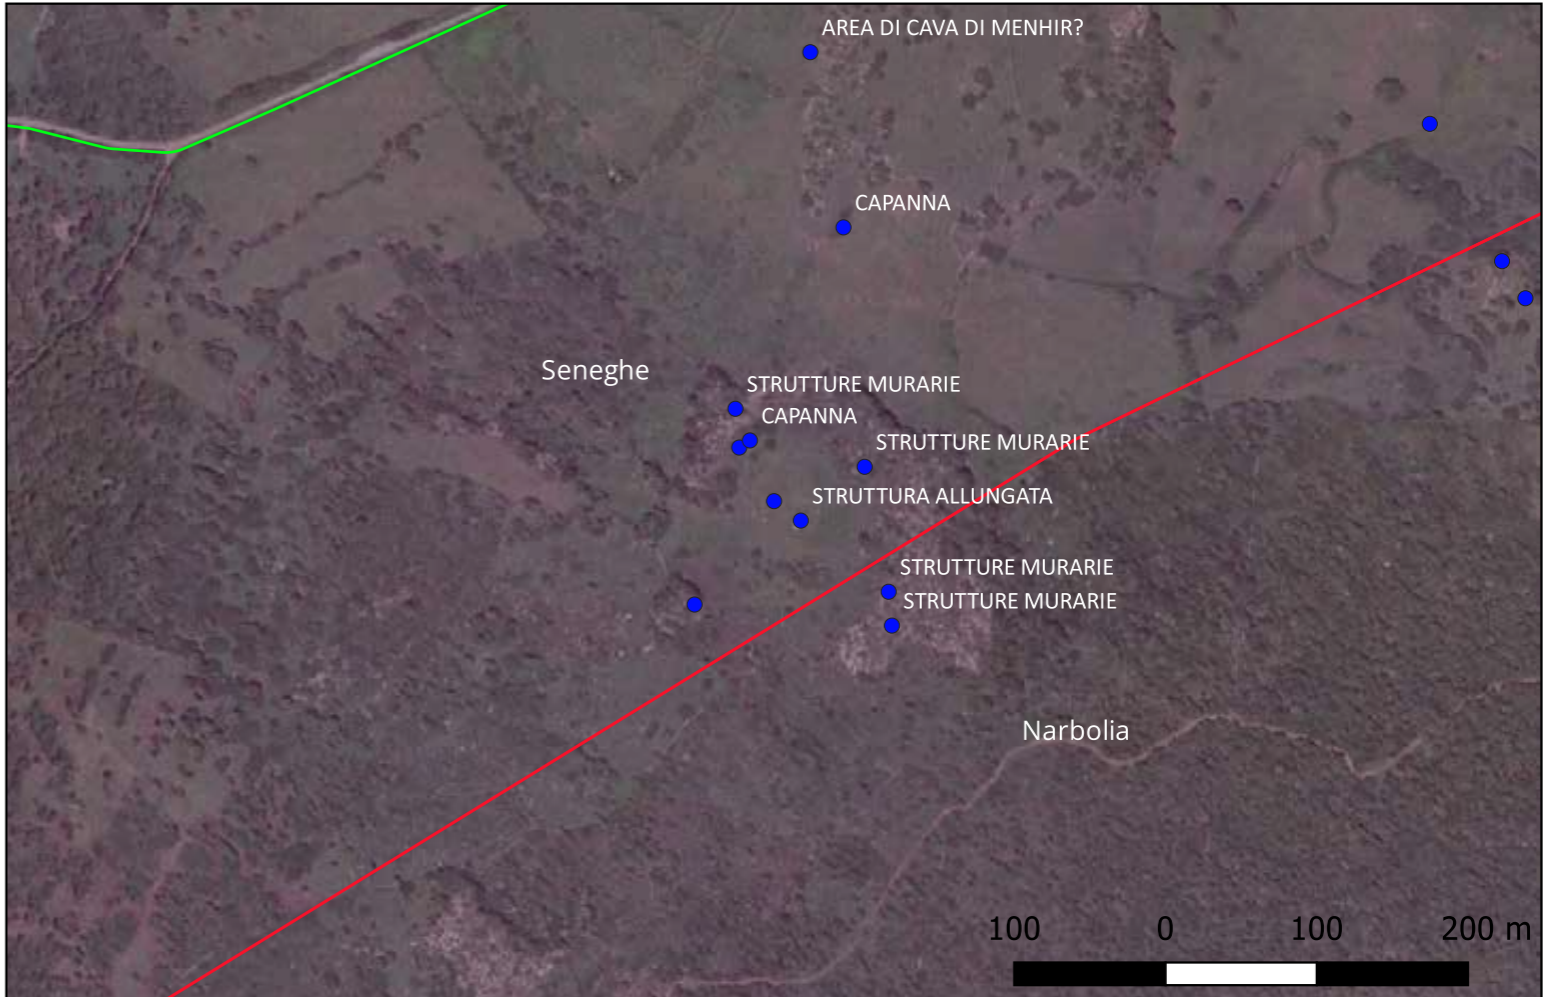 AREA DI CAVA DI MENHIR?
CAPANNA
Seneghe
STRUTTURE MURARIE
CAPANNA
STRUTTURE MURARIE
STRUTTURA ALLUNGATA
STRUTTURE MURARIE
STRUTTURE MURARIE
Narbolia
100 0 100 200 m